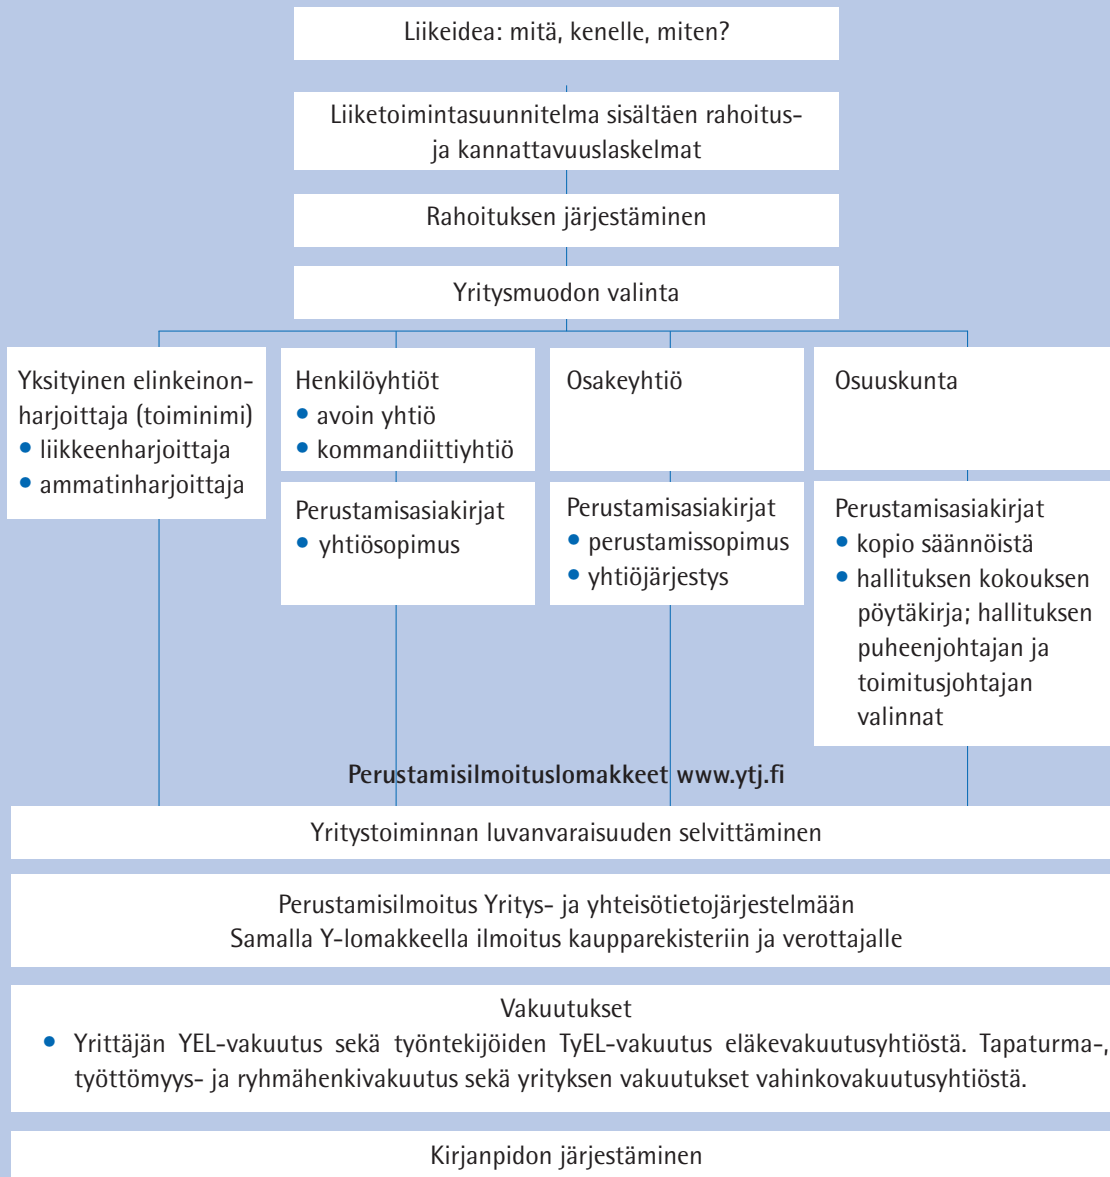 Liikeidea: mitä, kenelle, miten?
Liiketoimintasuunnitelma sisältäen rahoitus-
ja kannattavuuslaskelmat
Rahoituksen järjestäminen
Yritysmuodon valinta
Yksityinen elinkeinon-
harjoittaja (toiminimi)
• liikkeenharjoittaja
• ammatinharjoittaja
Henkilöyhtiöt
• avoin yhtiö
• kommandiittiyhtiö
Perustamisasiakirjat
• yhtiösopimus
Osakeyhtiö
Perustamisasiakirjat
• perustamissopimus
• yhtiöjärjestys
Osuuskunta
Perustamisasiakirjat
• kopio säännöistä
• hallituksen kokouksen
pöytäkirja; hallituksen
puheenjohtajan ja
toimitusjohtajan
valinnat
Perustamisilmoituslomakkeet www.ytj.fi
Yritystoiminnan luvanvaraisuuden selvittäminen
Perustamisilmoitus Yritys- ja yhteisötietojärjestelmään
Samalla Y-lomakkeella ilmoitus kaupparekisteriin ja verottajalle
Vakuutukset
• Yrittäjän YEL-vakuutus sekä työntekijöiden TyEL-vakuutus eläkevakuutusyhtiöstä. Tapaturma-,
työttömyys- ja ryhmähenkivakuutus sekä yrityksen vakuutukset vahinkovakuutusyhtiöstä.
Kirjanpidon järjestäminen